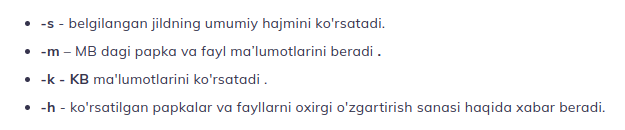 • -s - belgilangan jildning umumiy hajmini ko'rsatadi.
• -m – MB dagi papka va fayl ma'lumotlarini beradi .
• -k - KB ma'lumotlarini ko'rsatadi .
• -h - ko'rsatilgan papkalar va fayllarni oxirgi o'zgartirish sanasi haqida xabar beradi.